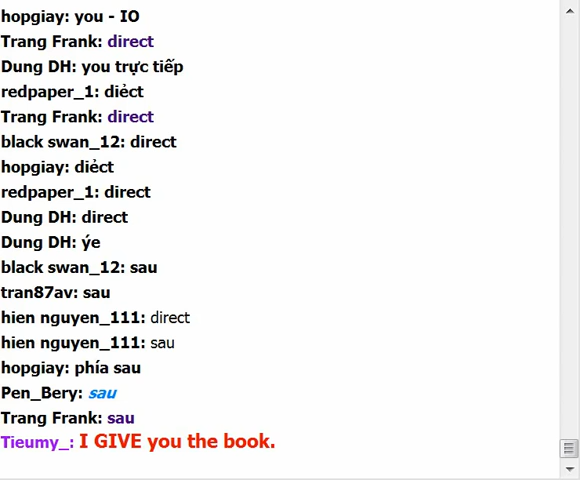 hopgiay: you - IO
Trang Frank: direct
Dung DH: you trực tiếp
redpaper_1: diẻct
Trang Frank: direct
black swan_12: direct
hopgiay: diẻct
redpaper_1: direct
Dung DH: direct
Dung DH: ýe
black swan_12: sau
tran87av: sau
hien nguyen_111: direct
hien nguyen_111: sau
hopgiay: phía sau
Pen_Bery: sau
Trang Frank: sau
Tieumy_: I GIVE you the book.